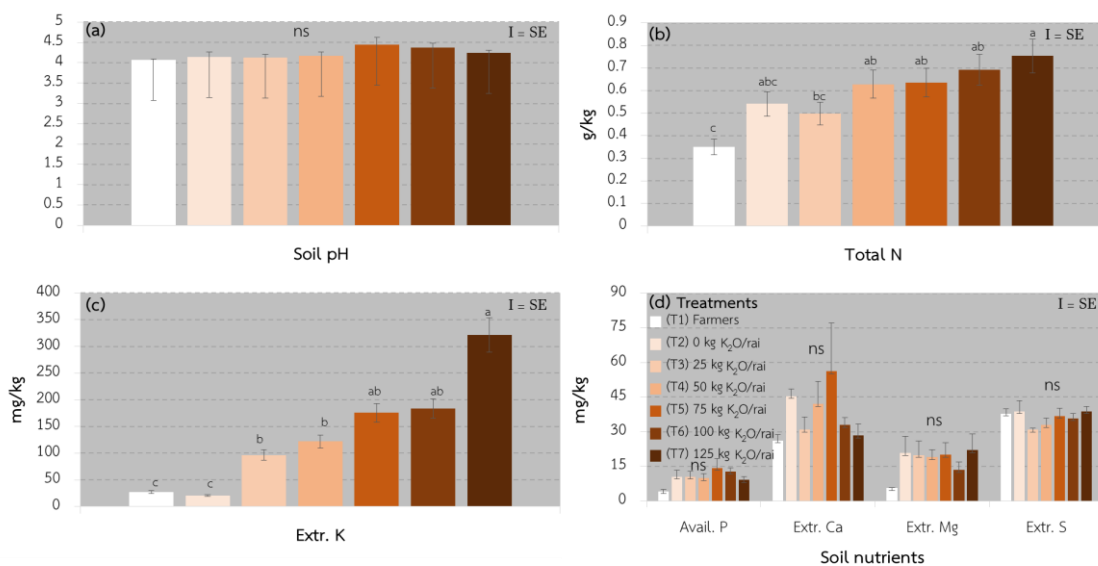 (a)
ns
I = SE
5
4.5
4
3.5
3
2.5
2
1.5
1
0.5
0
Soil pH
(b)
I = SE
g/kg
0.9
0.8
0.7
0.6
0.5
0.4
0.3
0.2
0.1
0
c
abc
bc
ab
ab
ab
a
Total N
(c)
I = SE
mg/kg
400
350
300
250
200
150
100
50
0
c
c
b
b
ab
ab
a
Extr. K
(d) Treatments
I = SE
(T1) Farmers
(T2) 0 kg K₂O/rai
(T3) 25 kg K₂O/rai
(T4) 50 kg K₂O/rai
(T5) 75 kg K₂O/rai
(T6) 100 kg K₂O/rai
(T7) 125 kg K₂O/rai
mg/kg
90
75
60
45
30
15
0
ns
ns
ns
ns
Avail. P
Extr. Ca
Extr. Mg
Extr. S
Soil nutrients